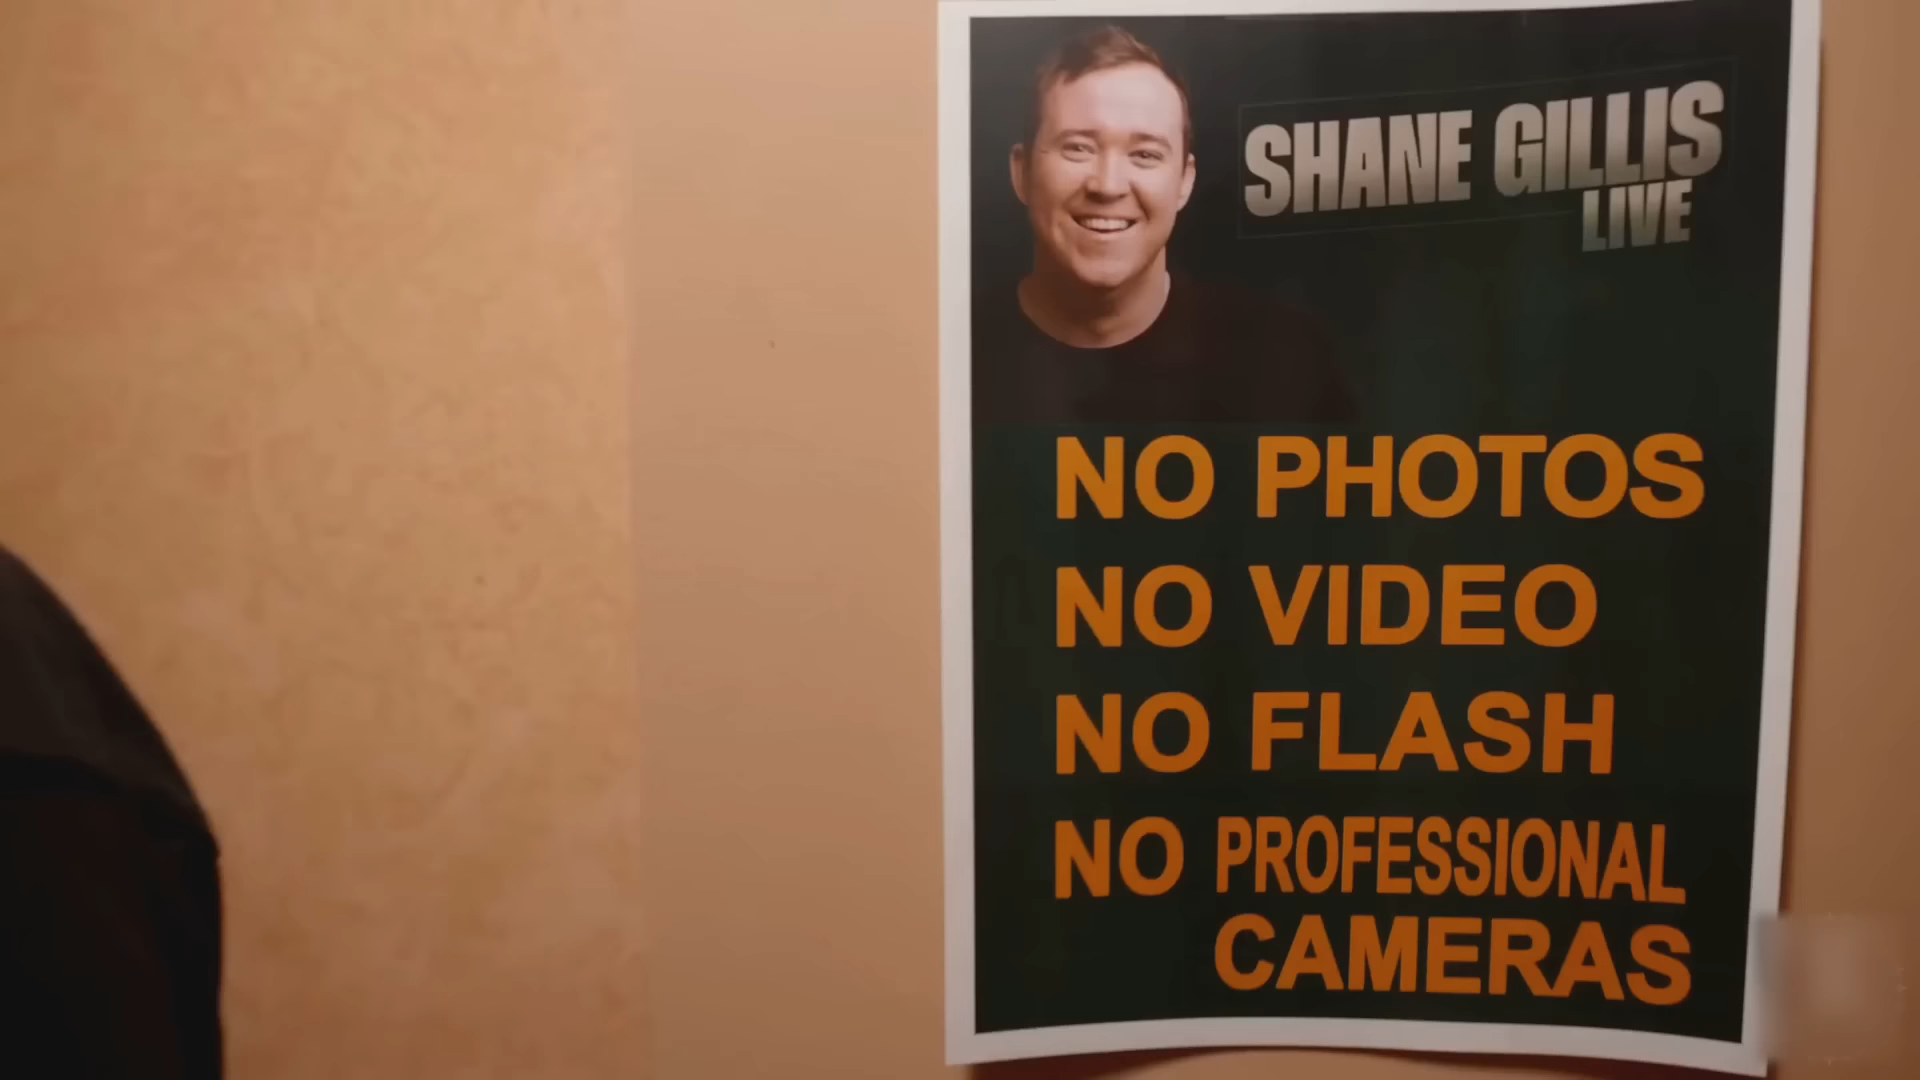 SHANE GILLIS
LIVE
NO PHOTOS
NO VIDEO
NO FLASH
NO PROFESSIONAL
CAMERAS